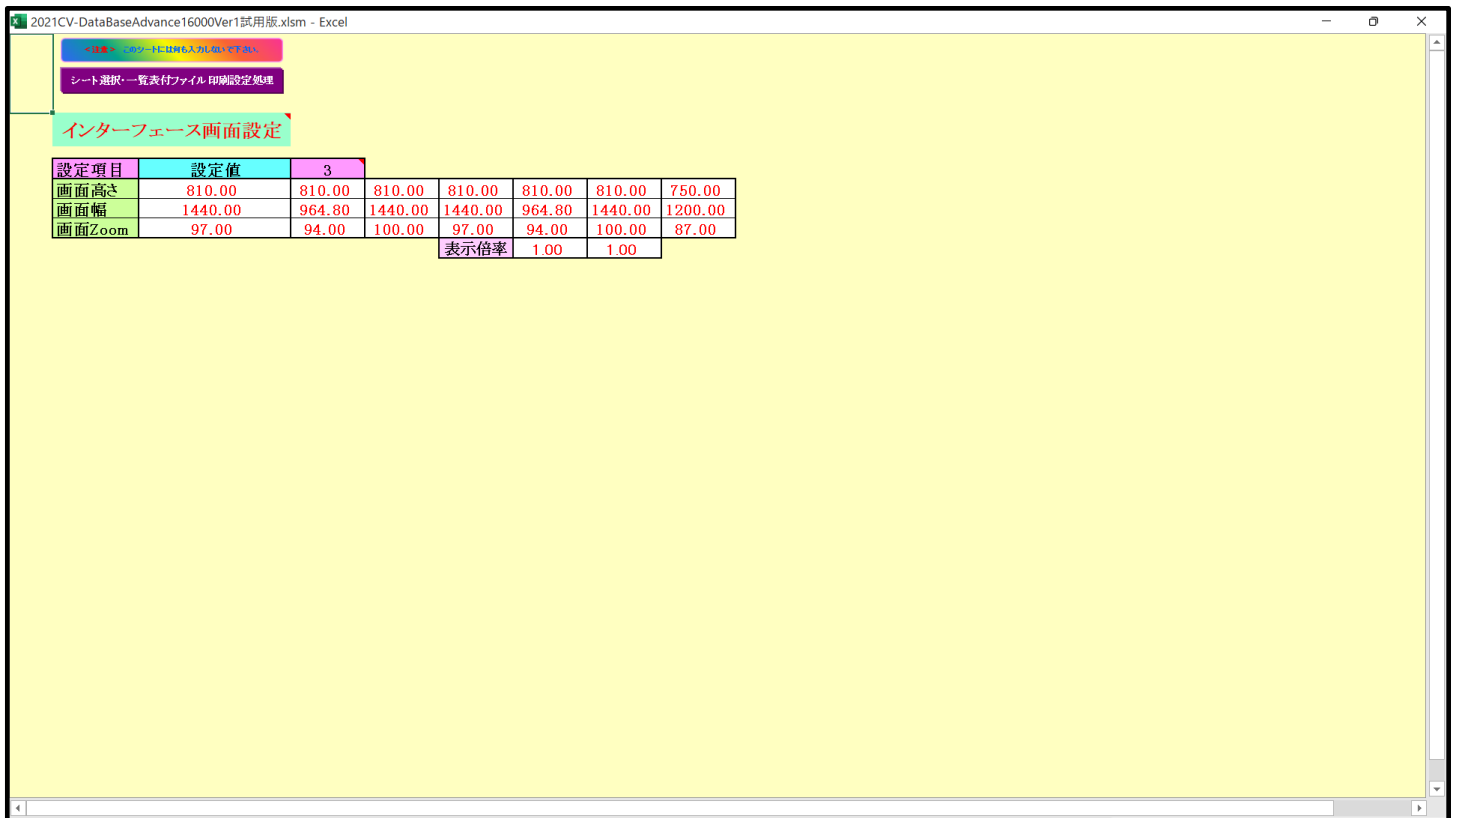 2021CV-DataBaseAdvance16000Ver1試用版.xlsm - Excel
<注意> このシートには何も入力しないで下さい.
シート選択・一覧表付ファイル印刷設定処理
インターフェース画面設定
設定項目 設定値 3
画面高さ 810.00 810.00 810.00 810.00 810.00 810.00 750.00
画面幅 1440.00 964.80 1440.00 1440.00 964.80 1440.00 1200.00
画面Zoom 97.00 94.00 100.00 97.00 94.00 100.00 87.00
表示倍率 1.00 1.00